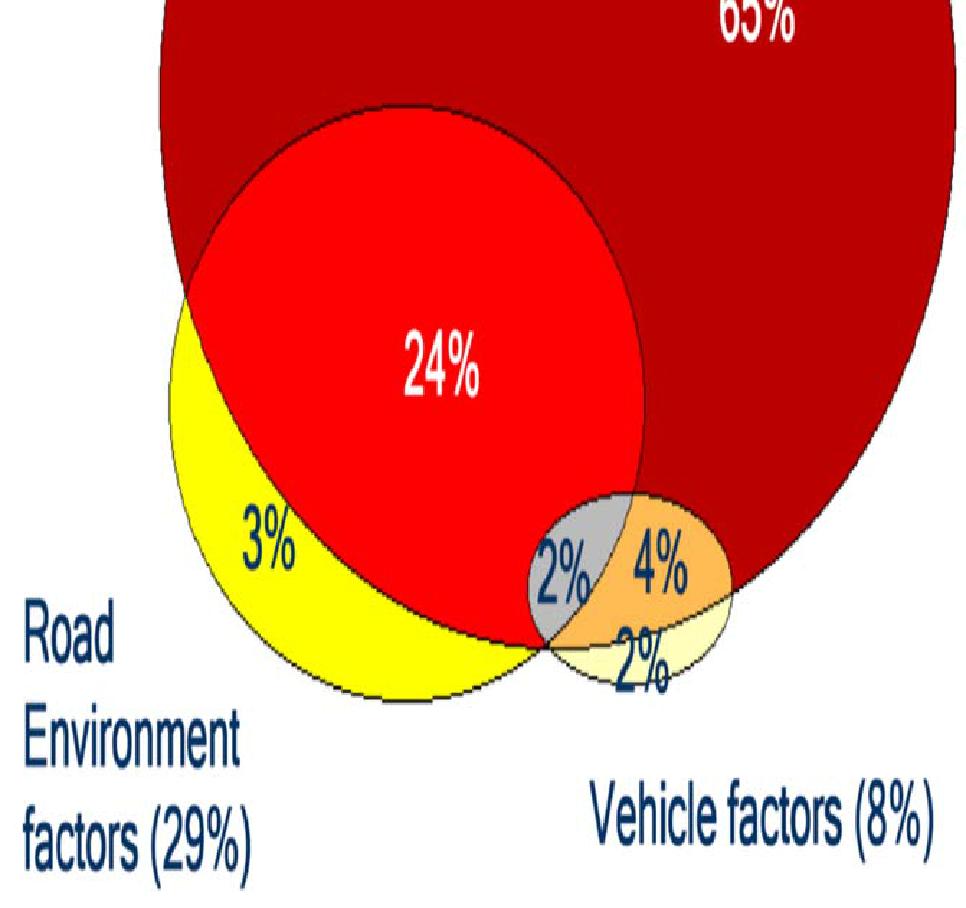 65%
24%
3%
2%
4%
2%
Road
Environment
factors (29%)
Vehicle factors (8%)